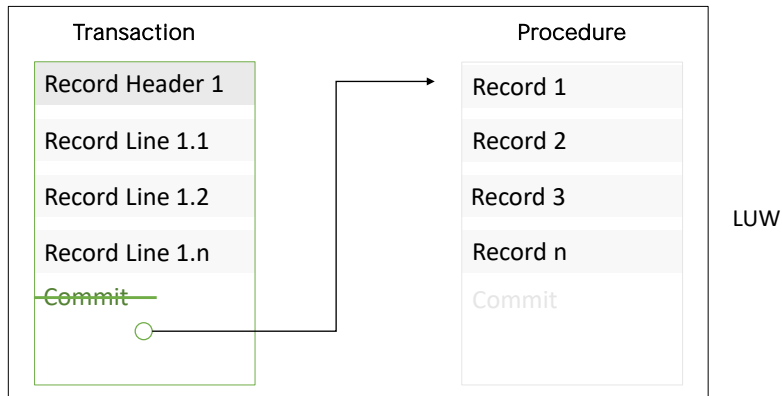 Transaction
Procedure
Record Header 1
Record Line 1.1
Record Line 1.2
Record Line 1.n
Commit
Record 1
Record 2
Record 3
Record n
Commit
LUW